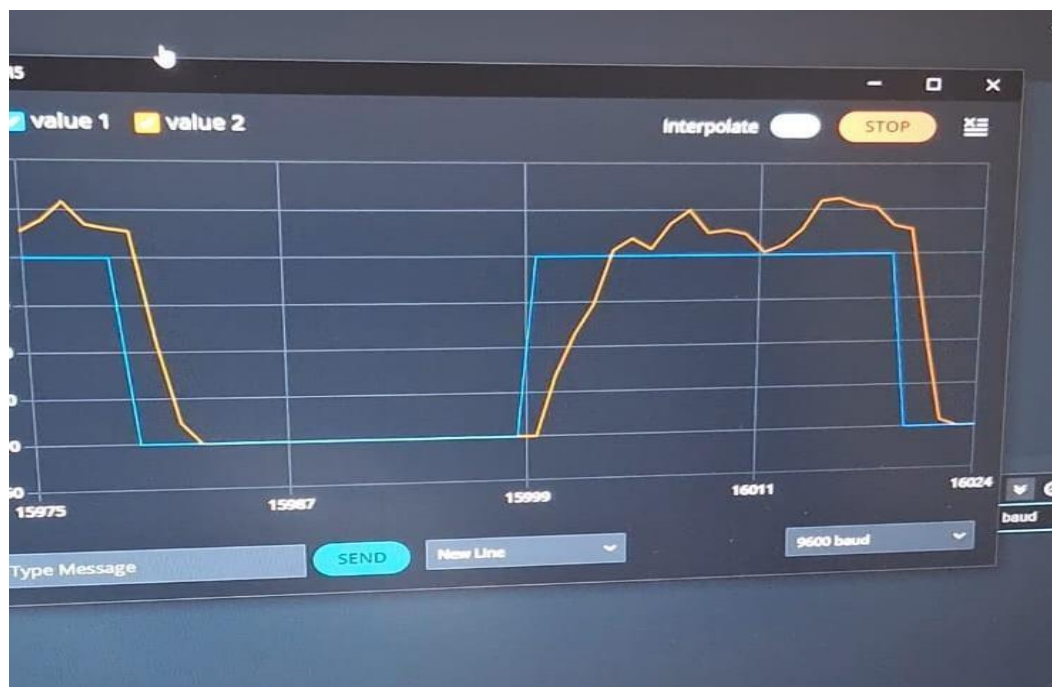 value 1 value 2 Interpolate STOP
0
15975 15987 15999 16011 16024
baud
Type Message SEND New Line 9600 baud